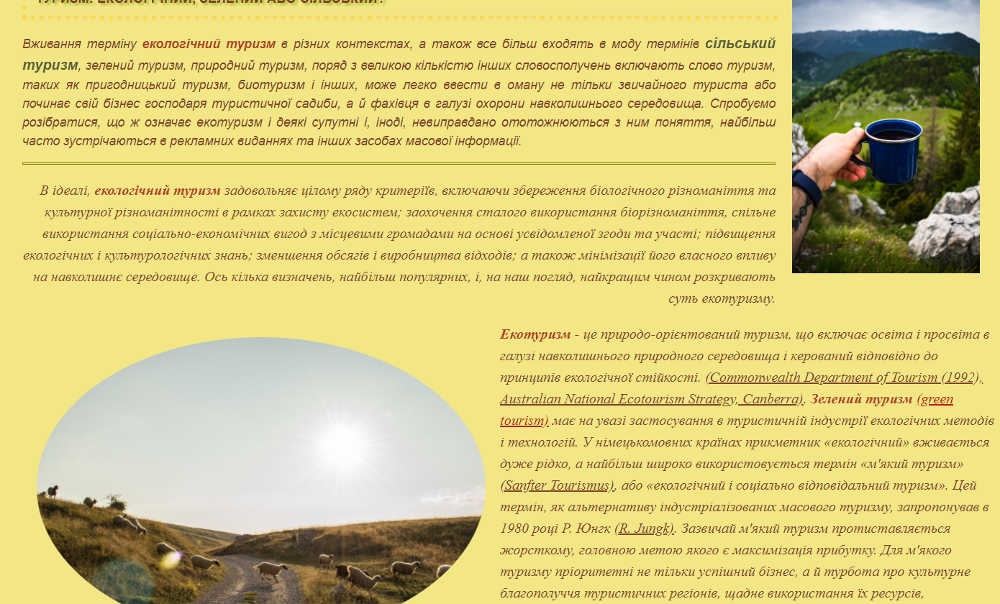 ТУРИЗМ: ЕКОЛОГІЧНИЙ, ЗЕЛЕНИЙ АБО СІЛЬСЬКИЙ?
Вживання терміну екологічний туризм в різних контекстах, а також все більш входять в моду термінів сільський
туризм, зелений туризм, природний туризм, поряд з великою кількістю інших словосполучень включають слово туризм,
таких як пригодницький туризм, биотуризм і інших, може легко ввести в оману не тільки звичайного туриста або
починає свій бізнес господаря туристичної садиби, а й фахівця в галузі охорони навколишнього середовища. Спробуємо
розібратися, що ж означає екотуризм і деякі супутні і, іноді, невиправдано ототожнюються з ним поняття, найбільш
часто зустрічаються в рекламних виданнях та інших засобах масової інформації.
В ідеалі, екологічний туризм задовольняє цілому ряду критеріїв, включаючи збереження біологічного різноманіття та
культурної різноманітності в рамках захисту екосистем; заохочення сталого використання біорізноманіття, спільне
використання соціально-економічних вигод з місцевими громадами на основі усвідомленої згоди та участі; підвищення
екологічних і культурологічних знань; зменшення обсягів і виробництва відходів; а також мінімізації його власного впливу
на навколишнє середовище. Ось кілька визначень, найбільш популярних, і, на наш погляд, найкращим чином розкривають
суть екотуризму.
Екотуризм - це природо-орієнтований туризм, що включає освіта і просвіта в
галузі навколишнього природного середовища і керований відповідно до
принципів екологічної стійкості. (Commonwealth Department of Tourism (1992),
Australian National Ecotourism Strategy, Canberra). Зелений туризм (green
tourism) має на увазі застосування в туристичній індустрії екологічних методів
і технологій. У німецькомовних країнах прикметник «екологічний» вживається
дуже рідко, а найбільш широко використовується термін «м'який туризм»
(Sanfter Tourismus), або «екологічний і соціально відповідальний туризм». Цей
термін, як альтернативу індустріалізованих масового туризму, запропонував в
1980 році Р. Юнгк (R. Jungk). Зазвичай м'який туризм протиставляється
жорсткому, головною метою якого є максимізація прибутку. Для м'якого
туризму пріоритетні не тільки успішний бізнес, а й турбота про культурне
благополуччя туристичних регіонів, щадне використання їх ресурсів,